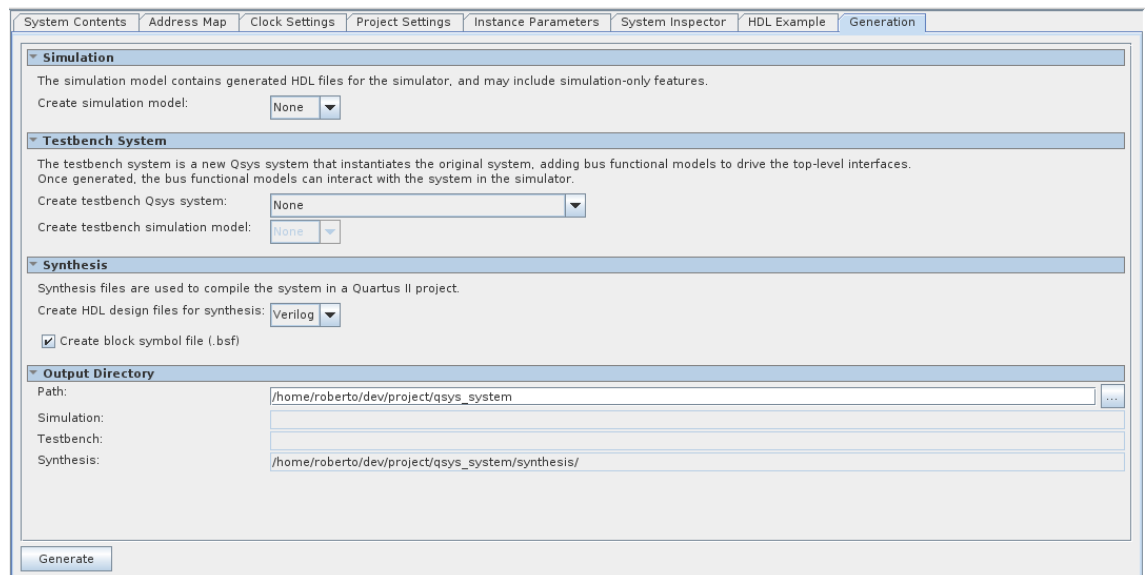 System Contents Address Map Clock Settings Project Settings Instance Parameters System Inspector HDL Example Generation
Simulation
The simulation model contains generated HDL files for the simulator, and may include simulation-only features.
Create simulation model: None
Testbench System
The testbench system is a new Qsys system that instantiates the original system, adding bus functional models to drive the top-level interfaces.
Once generated, the bus functional models can interact with the system in the simulator.
Create testbench Qsys system: None
Create testbench simulation model: None
Synthesis
Synthesis files are used to compile the system in a Quartus II project.
Create HDL design files for synthesis: Verilog
Create block symbol file (.bsf)
Output Directory
Path: /home/roberto/dev/project/qsys_system ...
Simulation:
Testbench:
Synthesis: /home/roberto/dev/project/qsys_system/synthesis/
Generate